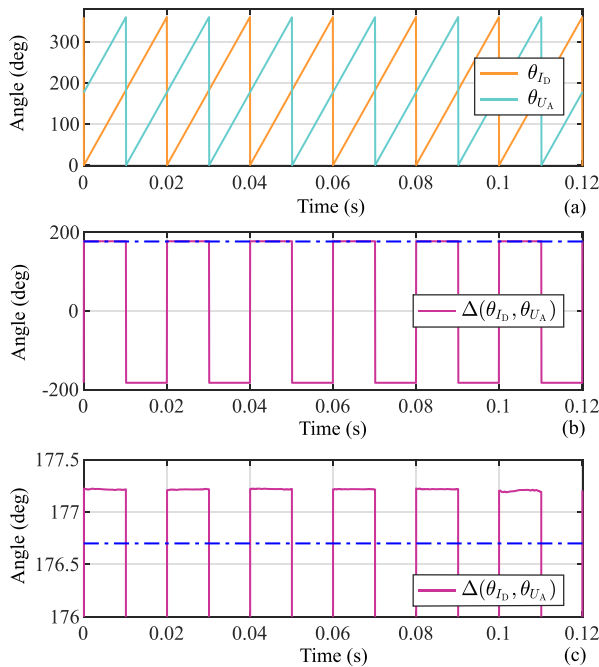 Angle (deg)
300
200
100
0
θ_{I_D}
θ_{U_A}
0 0.02 0.04 0.06 0.08 0.1 0.12
Time (s)
(a)
Angle (deg)
200
0
-200
Δ(θ_{I_D}, θ_{U_A})
0 0.02 0.04 0.06 0.08 0.1 0.12
Time (s)
(b)
Angle (deg)
177.5
177
176.5
176
Δ(θ_{I_D}, θ_{U_A})
0 0.02 0.04 0.06 0.08 0.1 0.12
Time (s)
(c)